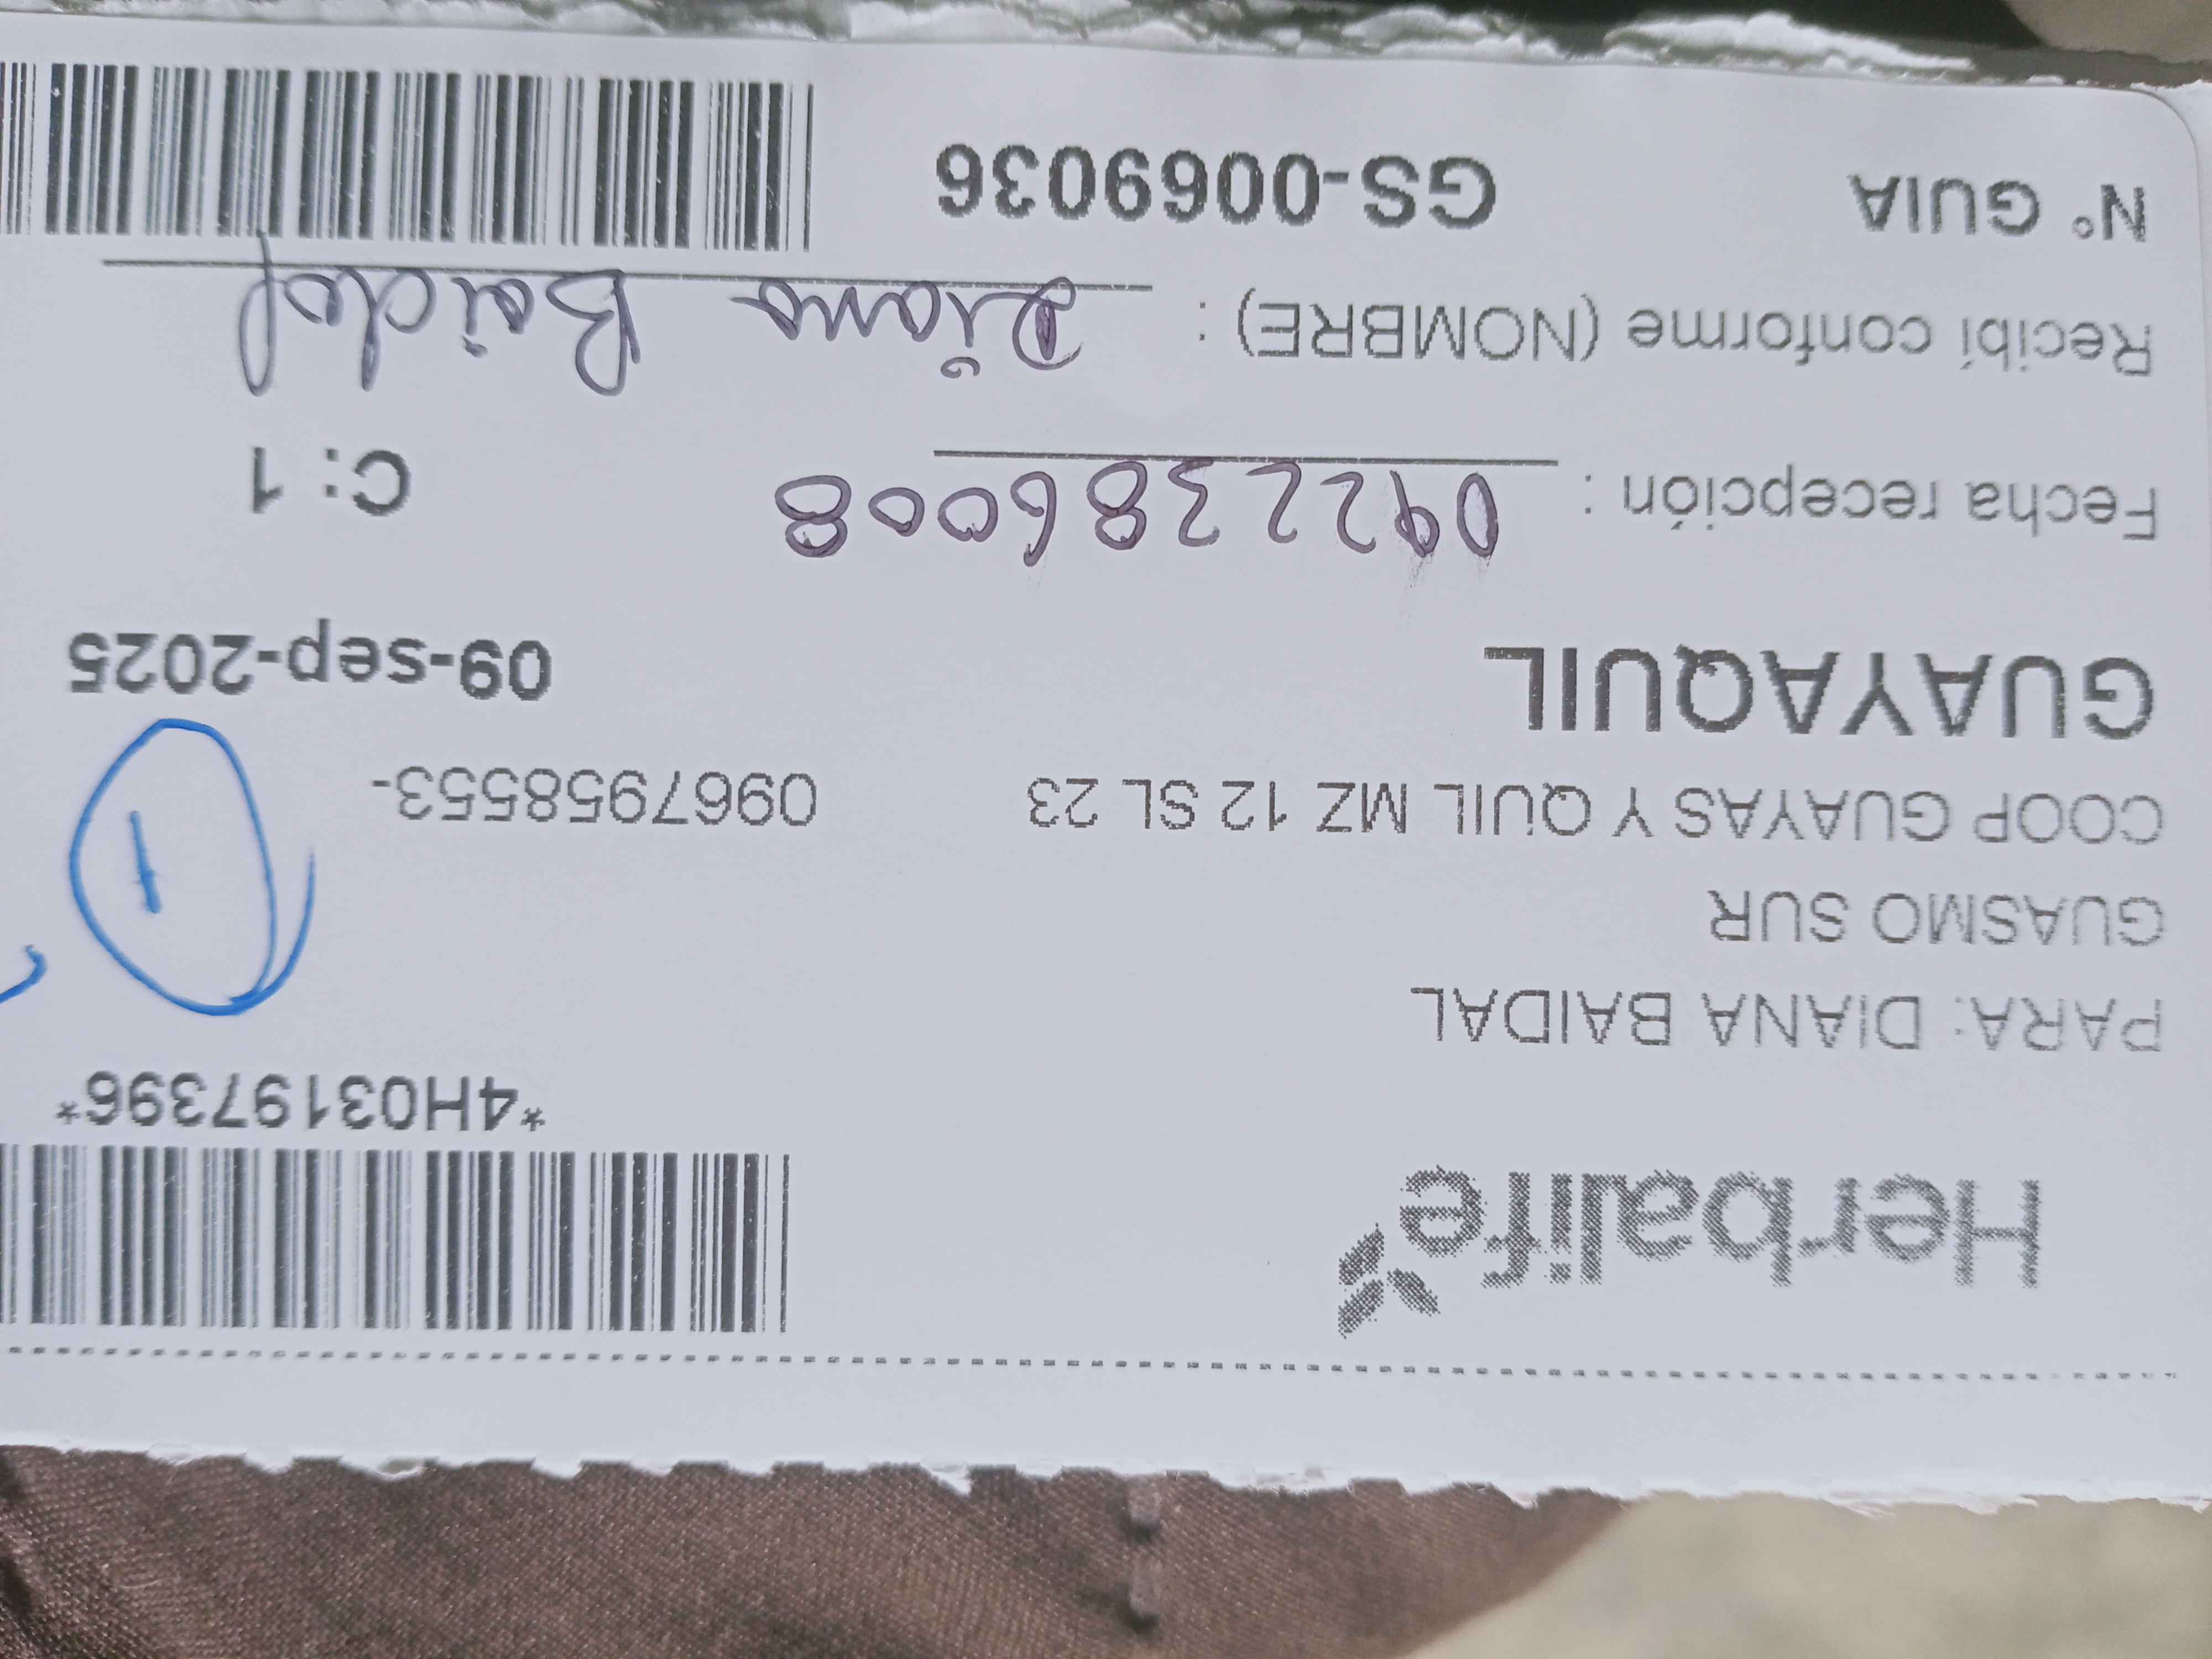 Herbalife
*4H03197396*
PARA: DIANA BAIDAL
GUASMO SUR
COOP GUAYAS Y QUIL MZ 12 SL 23 0967958553-
1
GUAYAQUIL 09-sep-2025
Fecha recepción : 0922386008 C: 1
Recibí conforme (NOMBRE) : Diana Baidal
N° GUIA GS-00069036